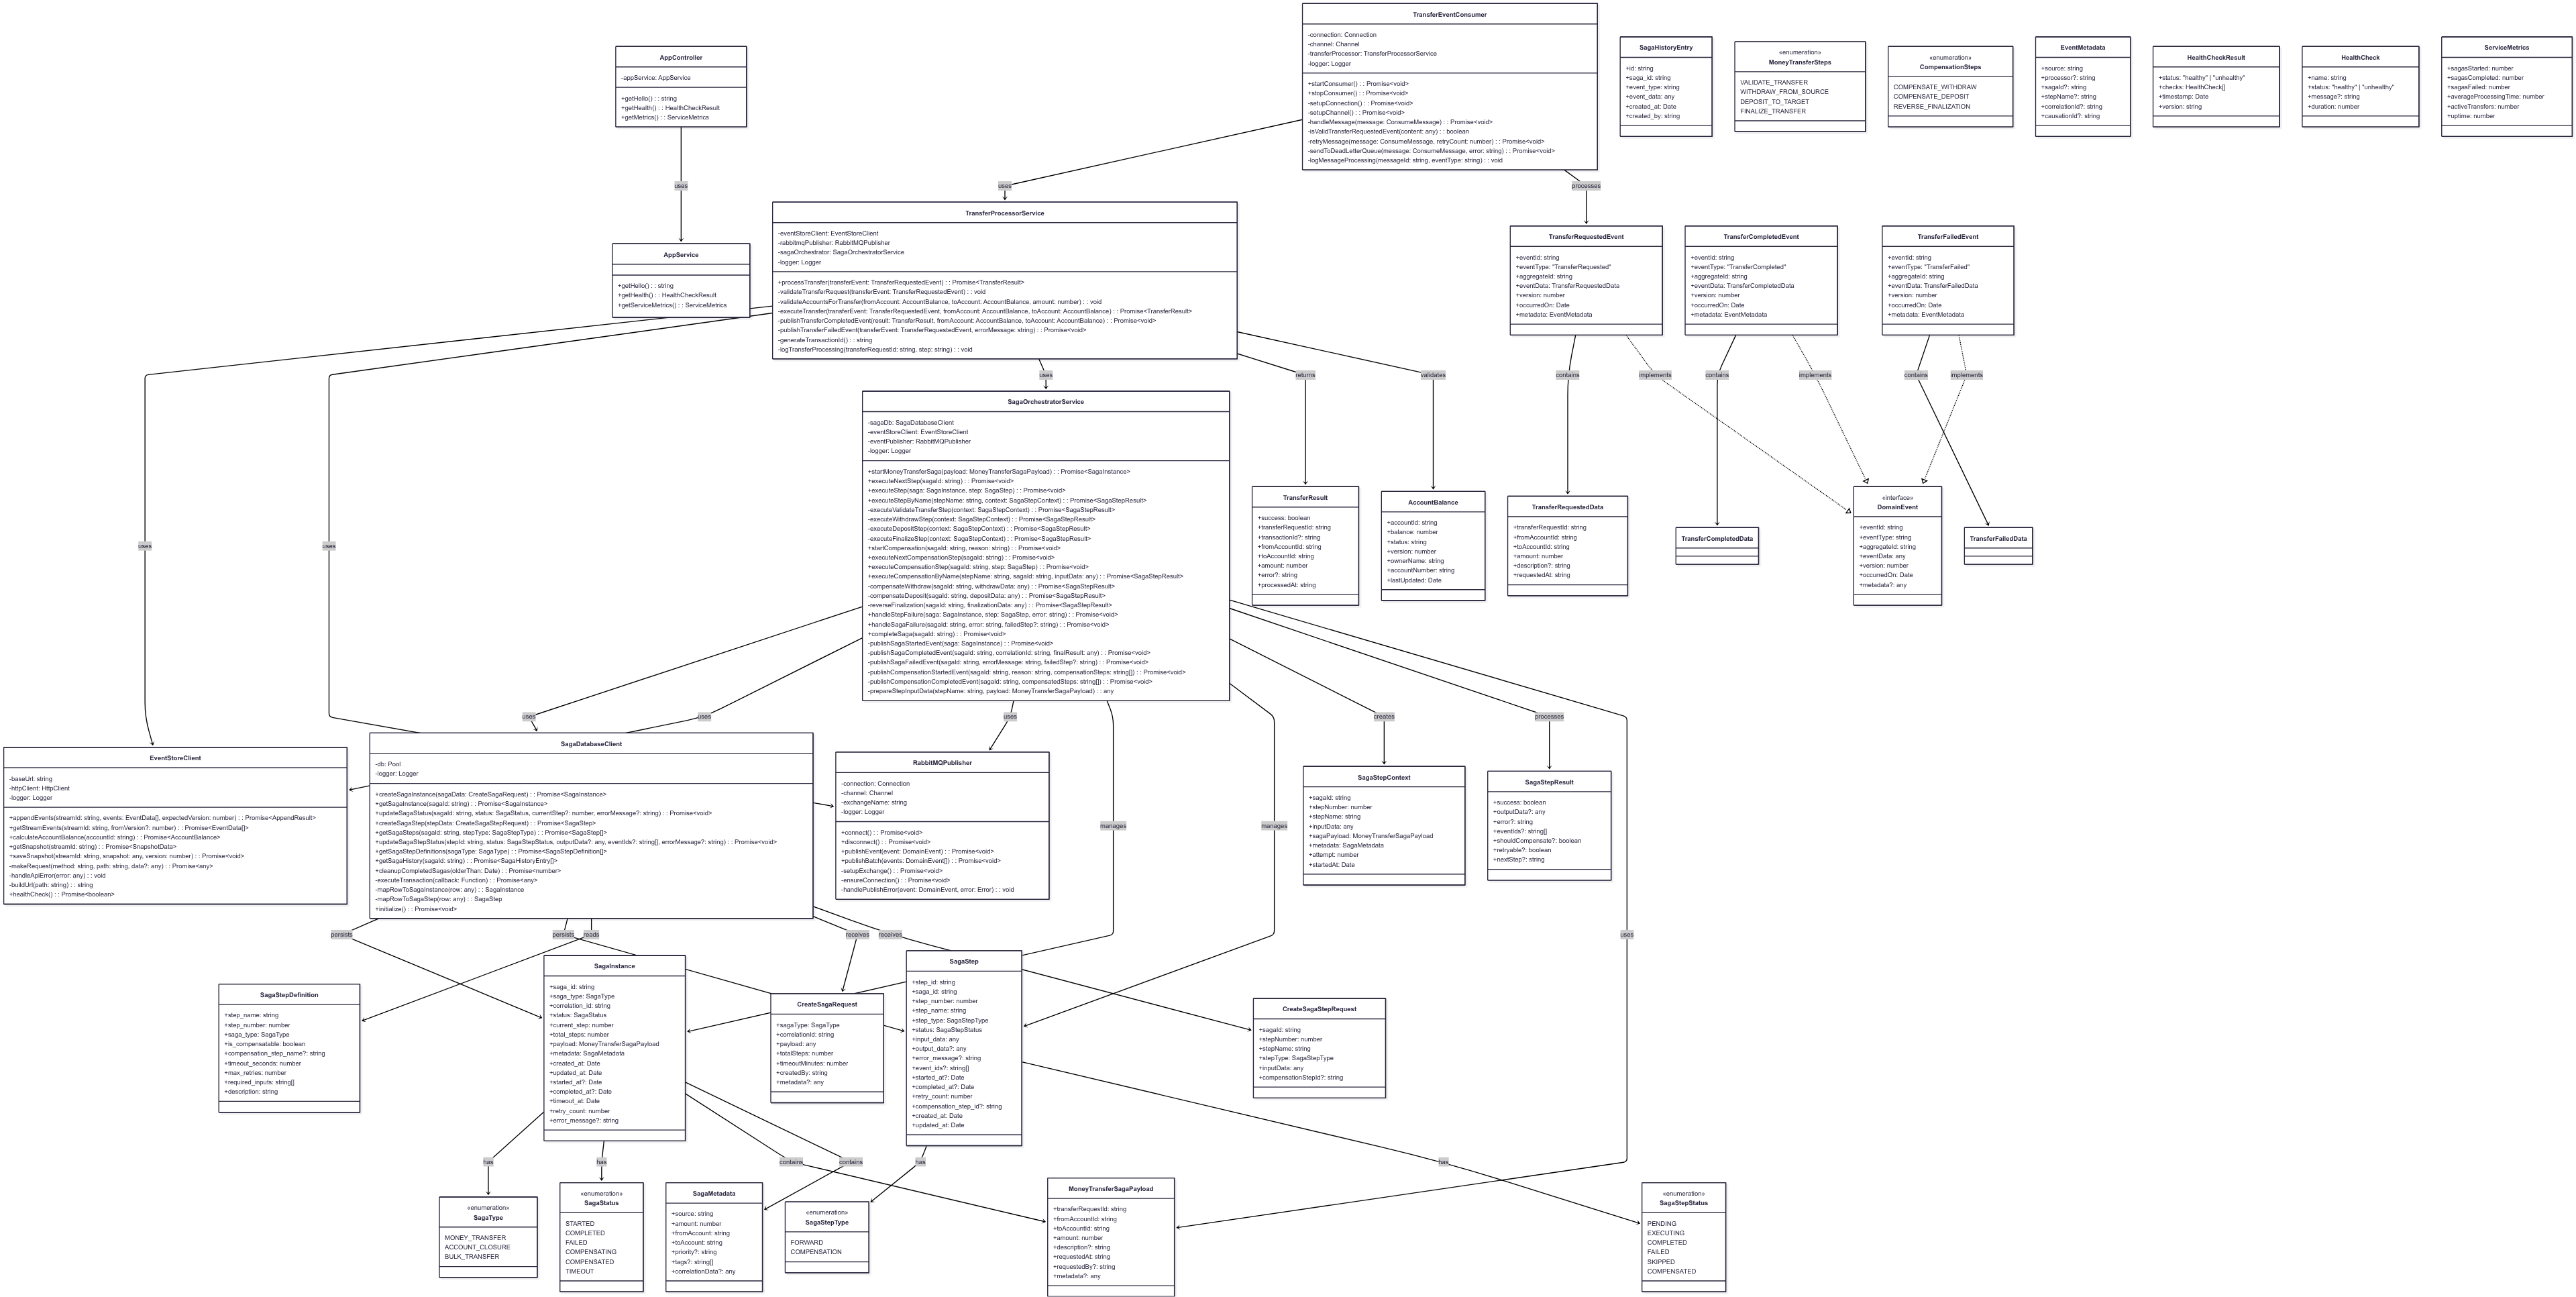 TransferEventConsumer
-connection: Connection
-channel: Channel
-transferProcessor: TransferProcessorService
-logger: Logger
+startConsumer() : : Promise<void>
+stopConsumer() : : Promise<void>
-setupConnection() : : Promise<void>
-setupChannel() : : Promise<void>
-handleMessage(message: ConsumeMessage) : : Promise<void>
-isValidTransferRequestedEvent(content: any) : : boolean
-retryMessage(message: ConsumeMessage, retryCount: number) : : Promise<void>
-sendToDeadLetterQueue(message: ConsumeMessage, error: string) : : Promise<void>
-logMessageProcessing(messageId: string, eventType: string) : : void
AppController
-appService: AppService
+getHello() : : string
+getHealth() : : HealthCheckResult
+getMetrics() : : ServiceMetrics
SagaHistoryEntry
+id: string
+saga_id: string
+event_type: string
+event_data: any
+created_at: Date
+created_by: string
«enumeration»
MoneyTransferSteps
VALIDATE_TRANSFER
WITHDRAW_FROM_SOURCE
DEPOSIT_TO_TARGET
FINALIZE_TRANSFER
«enumeration»
CompensationSteps
COMPENSATE_WITHDRAW
COMPENSATE_DEPOSIT
REVERSE_FINALIZATION
EventMetadata
+source: string
+processor?: string
+sagaId?: string
+stepName?: string
+correlationId?: string
+causationId?: string
HealthCheckResult
+status: "healthy" | "unhealthy"
+checks: HealthCheck[]
+timestamp: Date
+version: string
HealthCheck
+name: string
+status: "healthy" | "unhealthy"
+message?: string
+duration: number
ServiceMetrics
+sagasStarted: number
+sagasCompleted: number
+sagasFailed: number
+averageProcessingTime: number
+activeTransfers: number
+uptime: number
uses
uses
processes
AppService
+getHello() : : string
+getHealth() : : HealthCheckResult
+getServiceMetrics() : : ServiceMetrics
TransferProcessorService
-eventStoreClient: EventStoreClient
-rabbitmqPublisher: RabbitMQPublisher
-sagaOrchestrator: SagaOrchestratorService
-logger: Logger
+processTransfer(transferEvent: TransferRequestedEvent) : : Promise<TransferResult>
-validateTransferRequest(transferEvent: TransferRequestedEvent) : : void
-validateAccountsForTransfer(fromAccount: AccountBalance, toAccount: AccountBalance, amount: number) : : void
-executeTransfer(transferEvent: TransferRequestedEvent, fromAccount: AccountBalance, toAccount: AccountBalance) : : Promise<TransferResult>
-publishTransferCompletedEvent(result: TransferResult, fromAccount: AccountBalance, toAccount: AccountBalance) : : Promise<void>
-publishTransferFailedEvent(transferEvent: TransferRequestedEvent, errorMessage: string) : : Promise<void>
-generateTransactionId() : : string
-logTransferProcessing(transferRequestId: string, step: string) : : void
TransferRequestedEvent
+eventId: string
+eventType: "TransferRequested"
+aggregateId: string
+eventData: TransferRequestedData
+version: number
+occurredOn: Date
+metadata: EventMetadata
TransferCompletedEvent
+eventId: string
+eventType: "TransferCompleted"
+aggregateId: string
+eventData: TransferCompletedData
+version: number
+occurredOn: Date
+metadata: EventMetadata
TransferFailedEvent
+eventId: string
+eventType: "TransferFailed"
+aggregateId: string
+eventData: TransferFailedData
+version: number
+occurredOn: Date
+metadata: EventMetadata
uses
returns
validates
contains
implements
contains
implements
contains
implements
uses
uses
SagaOrchestratorService
-sagaDb: SagaDatabaseClient
-eventStoreClient: EventStoreClient
-eventPublisher: RabbitMQPublisher
-logger: Logger
+startMoneyTransferSaga(payload: MoneyTransferSagaPayload) : : Promise<SagaInstance>
+executeNextStep(sagaId: string) : : Promise<void>
+executeStep(saga: SagaInstance, step: SagaStep) : : Promise<void>
+executeStepByName(stepName: string, context: SagaStepContext) : : Promise<SagaStepResult>
-executeValidateTransferStep(context: SagaStepContext) : : Promise<SagaStepResult>
-executeWithdrawStep(context: SagaStepContext) : : Promise<SagaStepResult>
-executeDepositStep(context: SagaStepContext) : : Promise<SagaStepResult>
-executeFinalizeStep(context: SagaStepContext) : : Promise<SagaStepResult>
+startCompensation(sagaId: string, reason: string) : : Promise<void>
+executeNextCompensationStep(sagaId: string) : : Promise<void>
+executeCompensationStep(sagaId: string, step: SagaStep) : : Promise<void>
+executeCompensationByName(stepName: string, sagaId: string, inputData: any) : : Promise<SagaStepResult>
-compensateWithdraw(sagaId: string, withdrawData: any) : : Promise<SagaStepResult>
-compensateDeposit(sagaId: string, depositData: any) : : Promise<SagaStepResult>
-reverseFinalization(sagaId: string, finalizationData: any) : : Promise<SagaStepResult>
+handleStepFailure(saga: SagaInstance, step: SagaStep, error: string) : : Promise<void>
+handleSagaFailure(sagaId: string, error: string, failedStep?: string) : : Promise<void>
+completeSaga(sagaId: string) : : Promise<void>
-publishSagaStartedEvent(saga: SagaInstance) : : Promise<void>
-publishSagaCompletedEvent(sagaId: string, correlationId: string, finalResult: any) : : Promise<void>
-publishSagaFailedEvent(sagaId: string, errorMessage: string, failedStep?: string) : : Promise<void>
-publishCompensationStartedEvent(sagaId: string, reason: string, compensationSteps: string[]) : : Promise<void>
-publishCompensationCompletedEvent(sagaId: string, compensatedSteps: string[]) : : Promise<void>
-prepareStepInputData(stepName: string, payload: MoneyTransferSagaPayload) : : any
TransferResult
+success: boolean
+transferRequestId: string
+transactionId?: string
+fromAccountId: string
+toAccountId: string
+amount: number
+error?: string
+processedAt: string
AccountBalance
+accountId: string
+balance: number
+status: string
+version: number
+ownerName: string
+accountNumber: string
+lastUpdated: Date
TransferRequestedData
+transferRequestId: string
+fromAccountId: string
+toAccountId: string
+amount: number
+description?: string
+requestedAt: string
TransferCompletedData
«interface»
DomainEvent
+eventId: string
+eventType: string
+aggregateId: string
+eventData: any
+version: number
+occurredOn: Date
+metadata?: any
TransferFailedData
uses
uses
uses
creates
processes
manages
manages
uses
EventStoreClient
-baseUrl: string
-httpClient: HttpClient
-logger: Logger
+appendEvents(streamId: string, events: EventData[], expectedVersion: number) : : Promise<AppendResult>
+getStreamEvents(streamId: string, fromVersion?: number) : : Promise<EventData[]>
+calculateAccountBalance(accountId: string) : : Promise<AccountBalance>
+getSnapshot(streamId: string) : : Promise<SnapshotData>
+saveSnapshot(streamId: string, snapshot: any, version: number) : : Promise<void>
-makeRequest(method: string, path: string, data?: any) : : Promise<any>
-handleApiError(error: any) : : void
-buildUrl(path: string) : : string
+healthCheck() : : Promise<boolean>
SagaDatabaseClient
-db: Pool
-logger: Logger
+createSagaInstance(sagaData: CreateSagaRequest) : : Promise<SagaInstance>
+getSagaInstance(sagaId: string) : : Promise<SagaInstance>
+updateSagaStatus(sagaId: string, status: SagaStatus, currentStep?: number, errorMessage?: string) : : Promise<void>
+createSagaStep(stepData: CreateSagaStepRequest) : : Promise<SagaStep>
+getSagaSteps(sagaId: string, stepType: SagaStepType) : : Promise<SagaStep[]>
+updateSagaStepStatus(stepId: string, status: SagaStepStatus, outputData?: any, eventIds?: string[], errorMessage?: string) : : Promise<void>
+getSagaStepDefinitions(sagaType: SagaType) : : Promise<SagaStepDefinition[]>
+getSagaHistory(sagaId: string) : : Promise<SagaHistoryEntry[]>
+cleanupCompletedSagas(olderThan: Date) : : Promise<number>
-executeTransaction(callback: Function) : : Promise<any>
-mapRowToSagaInstance(row: any) : : SagaInstance
-mapRowToSagaStep(row: any) : : SagaStep
+initialize() : : Promise<void>
RabbitMQPublisher
-connection: Connection
-channel: Channel
-exchangeName: string
-logger: Logger
+connect() : : Promise<void>
+disconnect() : : Promise<void>
+publishEvent(event: DomainEvent) : : Promise<void>
+publishBatch(events: DomainEvent[]) : : Promise<void>
-setupExchange() : : Promise<void>
-ensureConnection() : : Promise<void>
-handlePublishError(event: DomainEvent, error: Error) : : void
SagaStepContext
+sagaId: string
+stepNumber: number
+stepName: string
+inputData: any
+sagaPayload: MoneyTransferSagaPayload
+metadata: SagaMetadata
+attempt: number
+startedAt: Date
SagaStepResult
+success: boolean
+outputData?: any
+error?: string
+eventIds?: string[]
+shouldCompensate?: boolean
+retryable?: boolean
+nextStep?: string
persists
persists
reads
receives
receives
SagaStepDefinition
+step_name: string
+step_number: number
+saga_type: SagaType
+is_compensatable: boolean
+compensation_step_name?: string
+timeout_seconds: number
+max_retries: number
+required_inputs: string[]
+description: string
SagaInstance
+saga_id: string
+saga_type: SagaType
+correlation_id: string
+status: SagaStatus
+current_step: number
+total_steps: number
+payload: MoneyTransferSagaPayload
+metadata: SagaMetadata
+created_at: Date
+updated_at: Date
+started_at?: Date
+completed_at?: Date
+timeout_at: Date
+retry_count: number
+error_message?: string
CreateSagaRequest
+sagaType: SagaType
+correlationId: string
+payload: any
+totalSteps: number
+timeoutMinutes: number
+createdBy: string
+metadata?: any
SagaStep
+step_id: string
+saga_id: string
+step_number: number
+step_name: string
+step_type: SagaStepType
+status: SagaStepStatus
+input_data: any
+output_data?: any
+error_message?: string
+event_ids?: string[]
+started_at?: Date
+completed_at?: Date
+retry_count: number
+compensation_step_id?: string
+created_at: Date
+updated_at: Date
CreateSagaStepRequest
+sagaId: string
+stepNumber: number
+stepName: string
+stepType: SagaStepType
+inputData: any
+compensationStepId?: string
has
has
contains
contains
has
has
«enumeration»
SagaType
MONEY_TRANSFER
ACCOUNT_CLOSURE
BULK_TRANSFER
«enumeration»
SagaStatus
STARTED
COMPLETED
FAILED
COMPENSATING
COMPENSATED
TIMEOUT
SagaMetadata
+source: string
+amount: number
+fromAccount: string
+toAccount: string
+priority?: string
+tags?: string[]
+correlationData?: any
«enumeration»
SagaStepType
FORWARD
COMPENSATION
MoneyTransferSagaPayload
+transferRequestId: string
+fromAccountId: string
+toAccountId: string
+amount: number
+description?: string
+requestedAt: string
+requestedBy?: string
+metadata?: any
«enumeration»
SagaStepStatus
PENDING
EXECUTING
COMPLETED
FAILED
SKIPPED
COMPENSATED